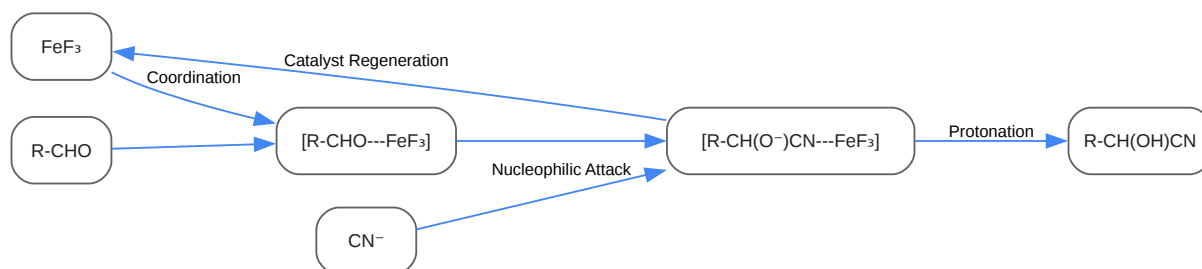 FeF₃
Catalyst Regeneration
Coordination
R-CHO
[R-CHO---FeF₃]
[R-CH(O⁻)CN---FeF₃]
Protonation
R-CH(OH)CN
Nucleophilic Attack
CN⁻